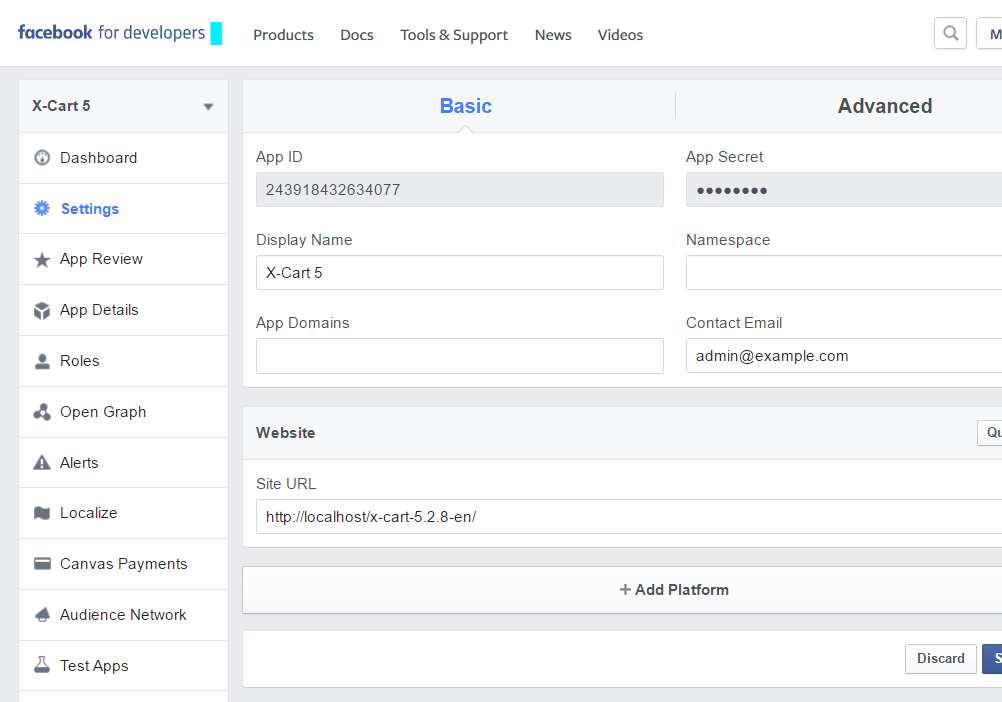 facebook for developers Products Docs Tools & Support News Videos M
X-Cart 5
Dashboard
Settings
App Review
App Details
Roles
Open Graph
Alerts
Localize
Canvas Payments
Audience Network
Test Apps
Basic Advanced
App ID App Secret
243918432634077 ••••••••
Display Name Namespace
X-Cart 5
App Domains Contact Email
admin@example.com
Website Qu
Site URL
http://localhost/x-cart-5.2.8-en/
+ Add Platform
Discard S